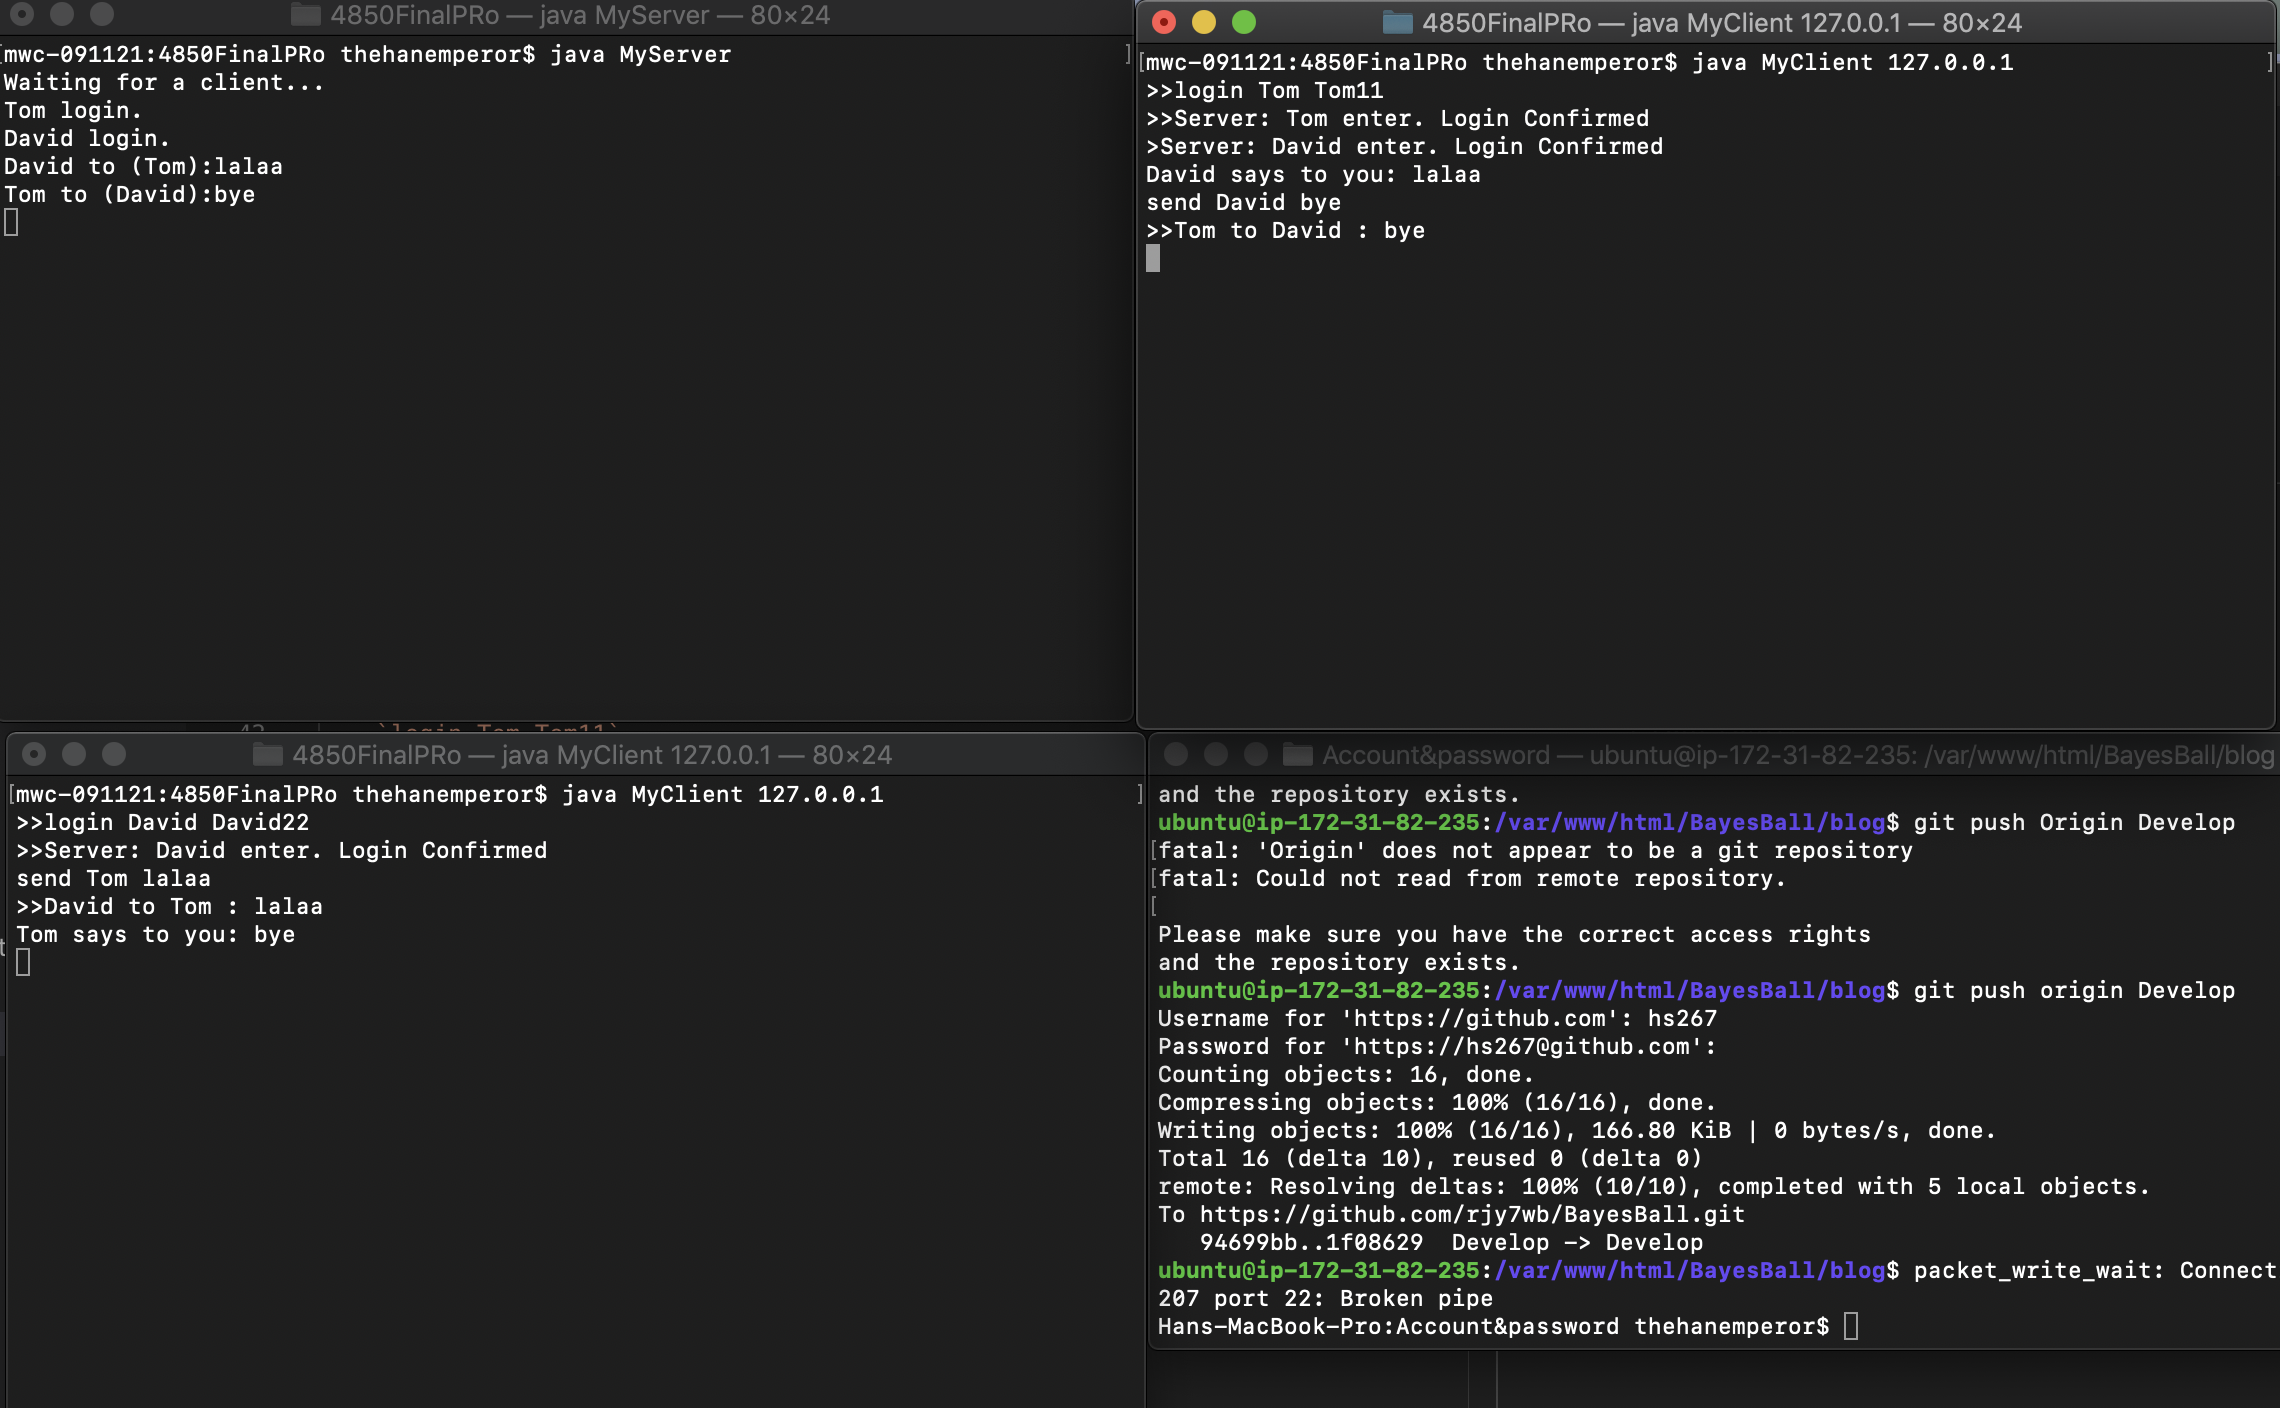 4850FinalPRo — java MyServer — 80×24
[mwc-091121:4850FinalPRo thehanemperor$ java MyServer ]
Waiting for a client...
Tom login.
David login.
David to (Tom):lalaa
Tom to (David):bye
4850FinalPRo — java MyClient 127.0.0.1 — 80×24
[mwc-091121:4850FinalPRo thehanemperor$ java MyClient 127.0.0.1 ]
>>login Tom Tom11
>>Server: Tom enter. Login Confirmed
>Server: David enter. Login Confirmed
David says to you: lalaa
send David bye
>>Tom to David : bye
`login Tom Tom11`
4850FinalPRo — java MyClient 127.0.0.1 — 80×24
[mwc-091121:4850FinalPRo thehanemperor$ java MyClient 127.0.0.1 ]
>>login David David22
>>Server: David enter. Login Confirmed
send Tom lalaa
>>David to Tom : lalaa
Tom says to you: bye
Account&password — ubuntu@ip-172-31-82-235: /var/www/html/BayesBall/blog
and the repository exists.
ubuntu@ip-172-31-82-235:/var/www/html/BayesBall/blog$ git push Origin Develop
[fatal: 'Origin' does not appear to be a git repository
[fatal: Could not read from remote repository.
[
Please make sure you have the correct access rights
and the repository exists.
ubuntu@ip-172-31-82-235:/var/www/html/BayesBall/blog$ git push origin Develop
Username for 'https://github.com': hs267
Password for 'https://hs267@github.com':
Counting objects: 16, done.
Compressing objects: 100% (16/16), done.
Writing objects: 100% (16/16), 166.80 KiB | 0 bytes/s, done.
Total 16 (delta 10), reused 0 (delta 0)
remote: Resolving deltas: 100% (10/10), completed with 5 local objects.
To https://github.com/rjy7wb/BayesBall.git
   94699bb..1f08629  Develop -> Develop
ubuntu@ip-172-31-82-235:/var/www/html/BayesBall/blog$ packet_write_wait: Connect
207 port 22: Broken pipe
Hans-MacBook-Pro:Account&password thehanemperor$